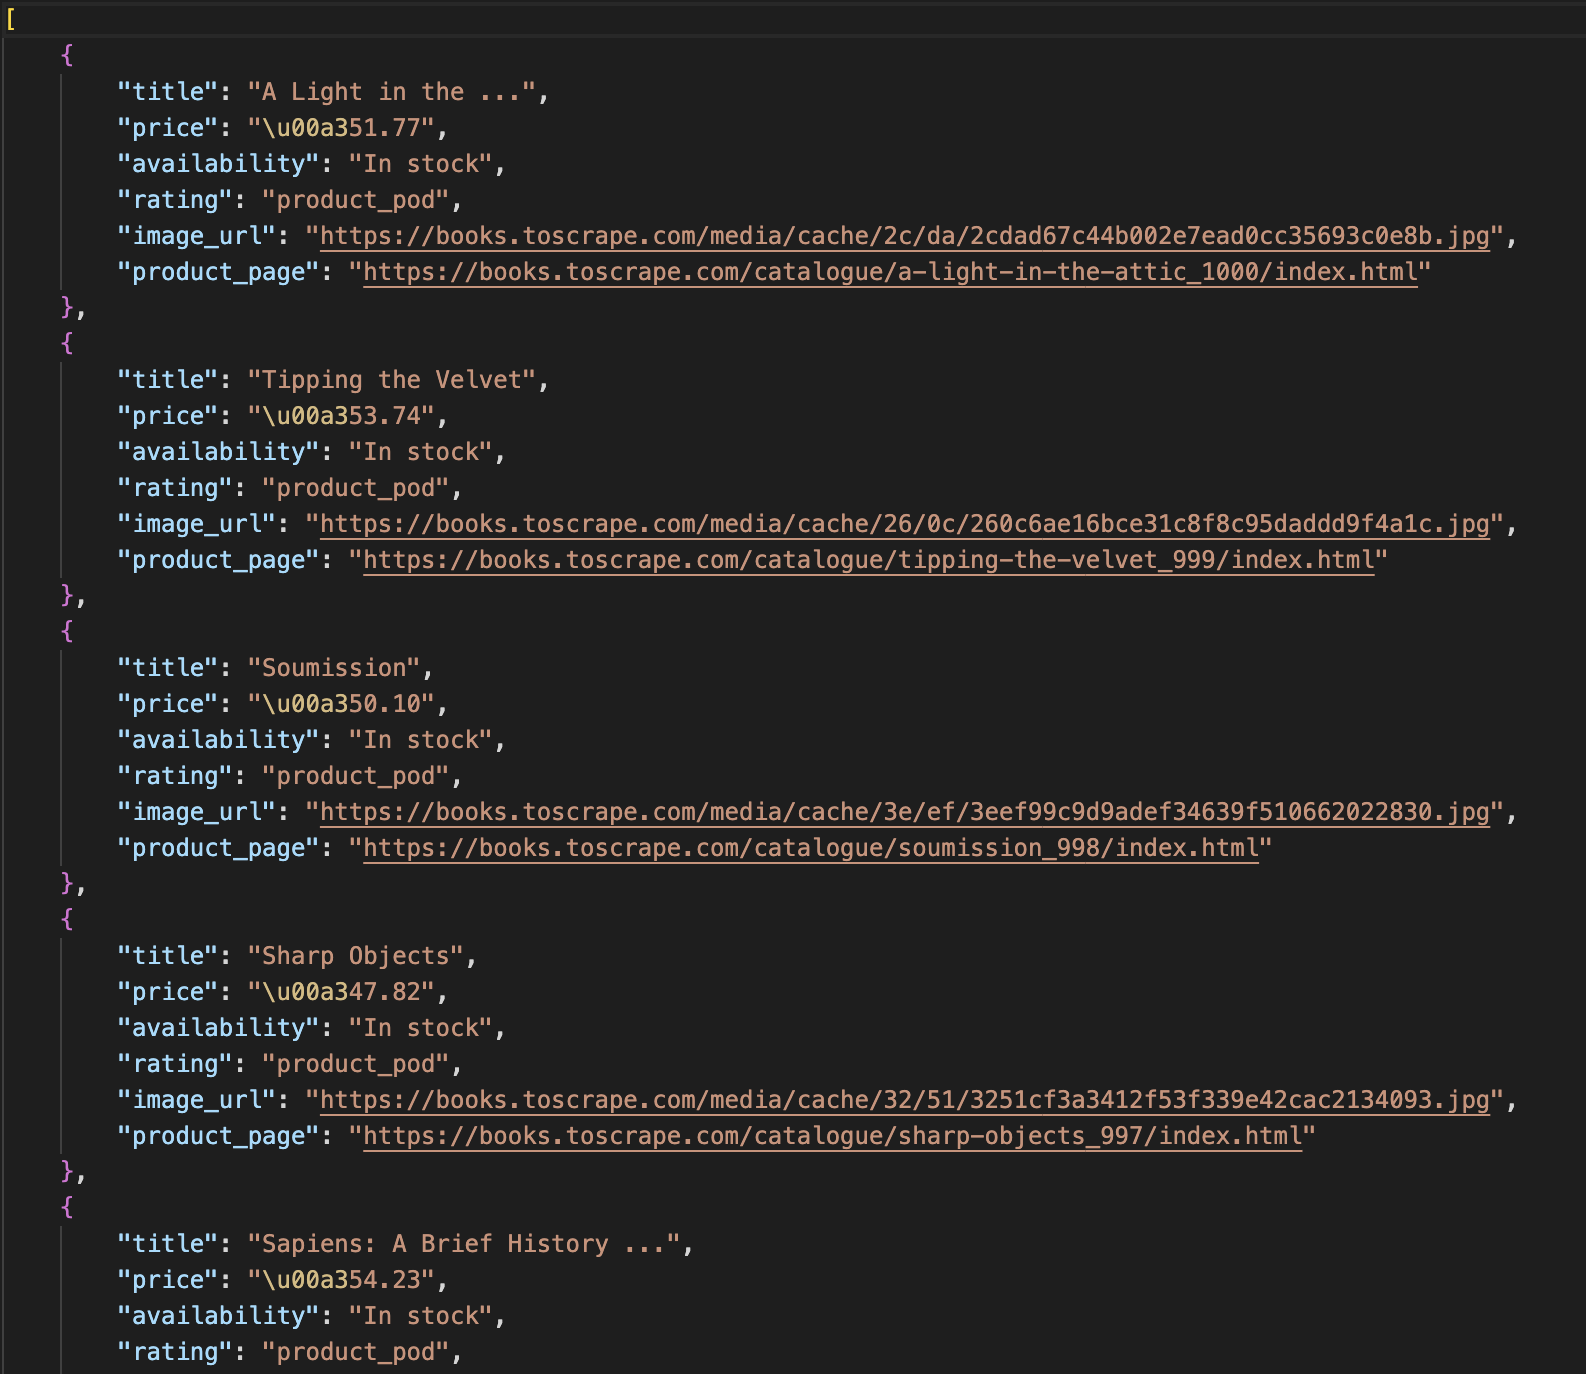 [
{
"title": "A Light in the ...",
"price": "\u00a351.77",
"availability": "In stock",
"rating": "product_pod",
"image_url": "https://books.toscrape.com/media/cache/2c/da/2cdad67c44b002e7ead0cc35693c0e8b.jpg",
"product_page": "https://books.toscrape.com/catalogue/a-light-in-the-attic_1000/index.html"
},
{
"title": "Tipping the Velvet",
"price": "\u00a353.74",
"availability": "In stock",
"rating": "product_pod",
"image_url": "https://books.toscrape.com/media/cache/26/0c/260c6ae16bce31c8f8c95daddd9f4a1c.jpg",
"product_page": "https://books.toscrape.com/catalogue/tipping-the-velvet_999/index.html"
},
{
"title": "Soumission",
"price": "\u00a350.10",
"availability": "In stock",
"rating": "product_pod",
"image_url": "https://books.toscrape.com/media/cache/3e/ef/3eef99c9d9adef34639f510662022830.jpg",
"product_page": "https://books.toscrape.com/catalogue/soumission_998/index.html"
},
{
"title": "Sharp Objects",
"price": "\u00a347.82",
"availability": "In stock",
"rating": "product_pod",
"image_url": "https://books.toscrape.com/media/cache/32/51/3251cf3a3412f53f339e42cac2134093.jpg",
"product_page": "https://books.toscrape.com/catalogue/sharp-objects_997/index.html"
},
{
"title": "Sapiens: A Brief History ...",
"price": "\u00a354.23",
"availability": "In stock",
"rating": "product_pod",